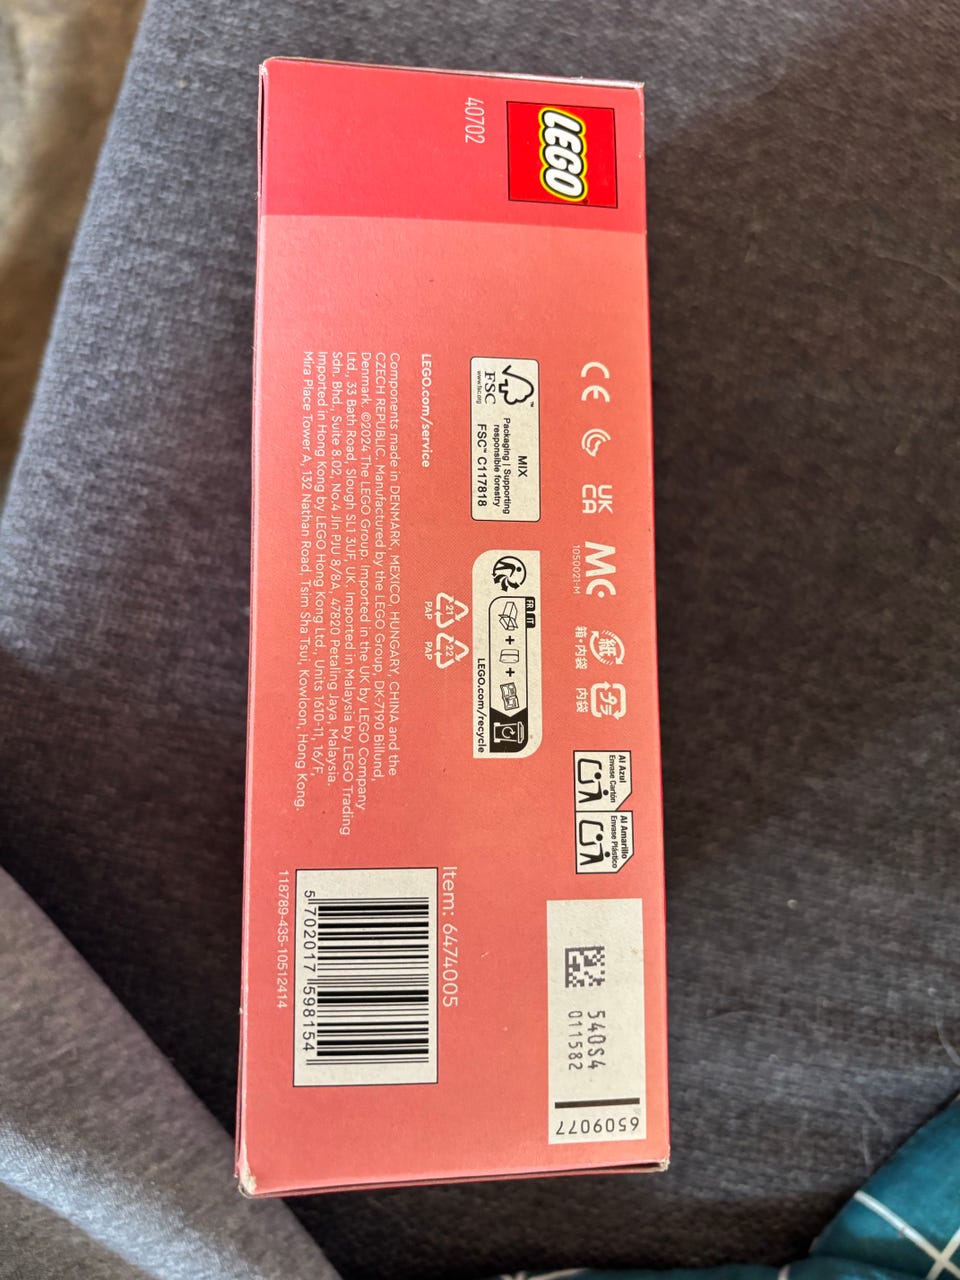 LEGO
40702
CE
UK
CA
MC
1050021-M
紙
箱・内袋
プラ
内袋
Al Azul
Envase Cartón
Al Amarillo
Envase Plástico
540S4
011582
6509077
FSC
www.fsc.org
MIX
Packaging | Supporting
responsible forestry
FSC™ C117818
FR IT
LEGO.com/recycle
21
PAP
22
PAP
LEGO.com/service
Components made in DENMARK, MEXICO, HUNGARY, CHINA and the
CZECH REPUBLIC. Manufactured by the LEGO Group, DK-7190 Billund,
Denmark. ©2024 The LEGO Group. Imported in the UK by LEGO Company
Ltd., 33 Bath Road, Slough SL1 3UF, UK. Imported in Malaysia by LEGO Trading
Sdn. Bhd., Suite 8.02, No.4 Jln PJU 8/8A, 47820 Petaling Jaya, Malaysia.
Imported in Hong Kong by LEGO Hong Kong Ltd., Units 1610-11, 16/F,
Mira Place Tower A, 132 Nathan Road, Tsim Sha Tsui, Kowloon, Hong Kong.
Item: 6474005
5 702017 598154
118789-435-10512414